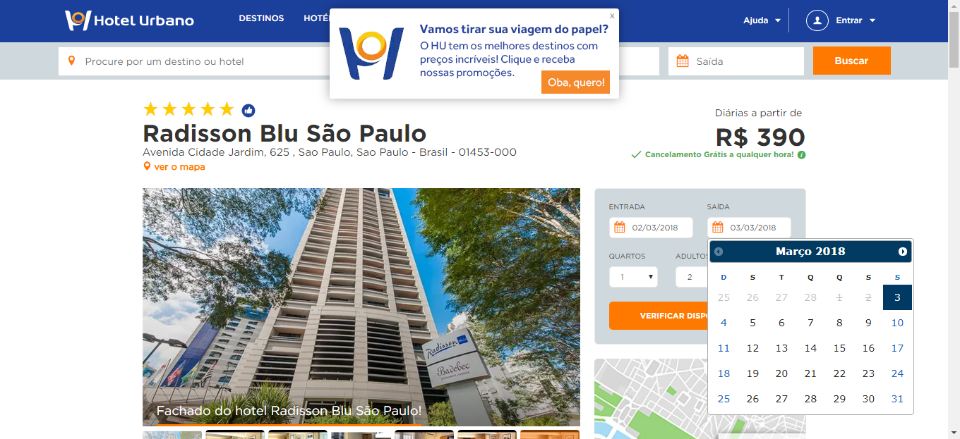 Hotel Urbano
DESTINOS
HOTÉ
Ajuda
Entrar
x
Vamos tirar sua viagem do papel?
O HU tem os melhores destinos com
preços incríveis! Clique e receba
nossas promoções.
Oba, quero!
Procure por um destino ou hotel
Saída
Buscar
Radisson Blu São Paulo
Avenida Cidade Jardim, 625 , Sao Paulo, Sao Paulo - Brasil - 01453-000
ver o mapa
Diárias a partir de
R$ 390
Cancelamento Grátis a qualquer hora! i
Radisson BLU
Badebec
Fachado do hotel Radisson Blu São Paulo!
ENTRADA SAÍDA
02/03/2018 03/03/2018
QUARTOS ADULTOS
1 2
VERIFICAR DISP
Março 2018
D S T Q Q S S
25 26 27 28 1 2 3
4 5 6 7 8 9 10
11 12 13 14 15 16 17
18 19 20 21 22 23 24
25 26 27 28 29 30 31